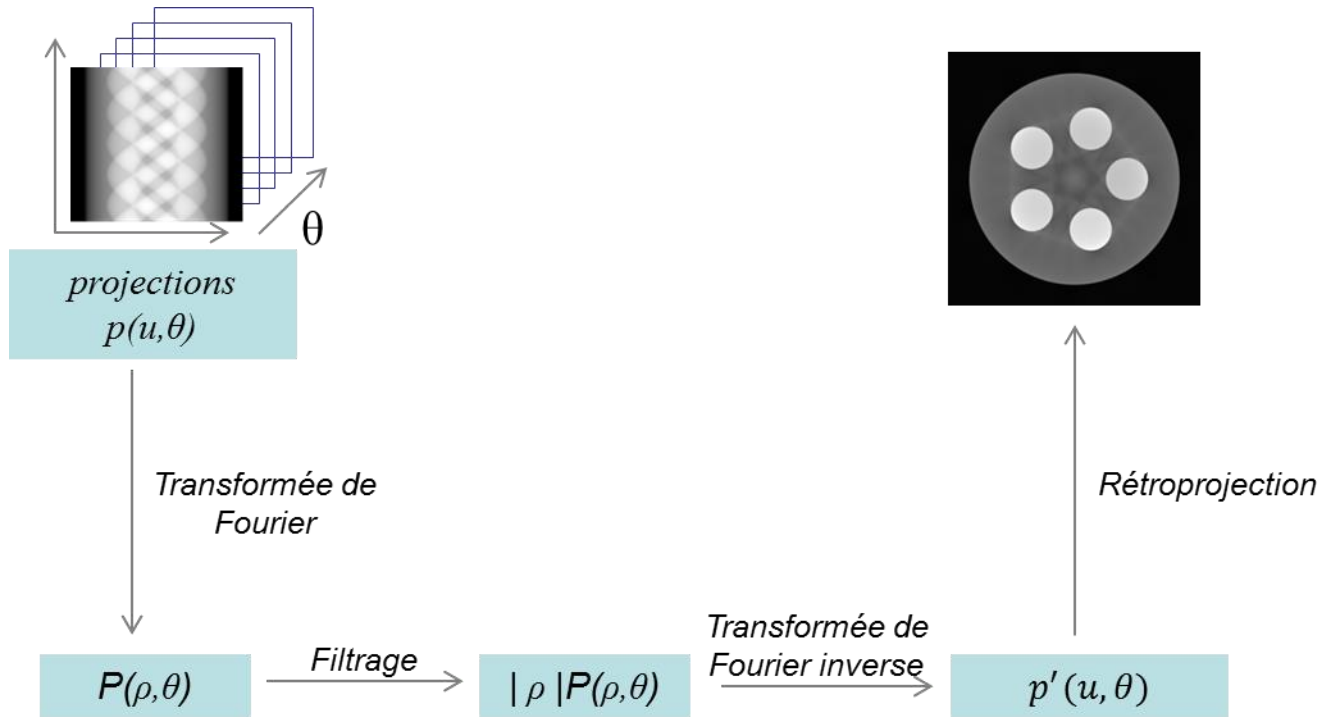 θ
projections
p(u,θ)
Transformée de
Fourier
Rétroprojection
P(ρ,θ)
Filtrage
| ρ |P(ρ,θ)
Transformée de
Fourier inverse
p′(u, θ)